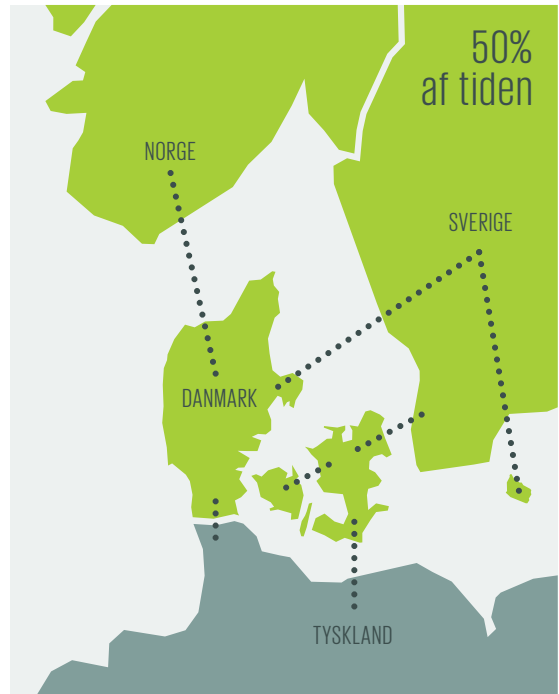 50%
af tiden
NORGE
SVERIGE
DANMARK
TYSKLAND